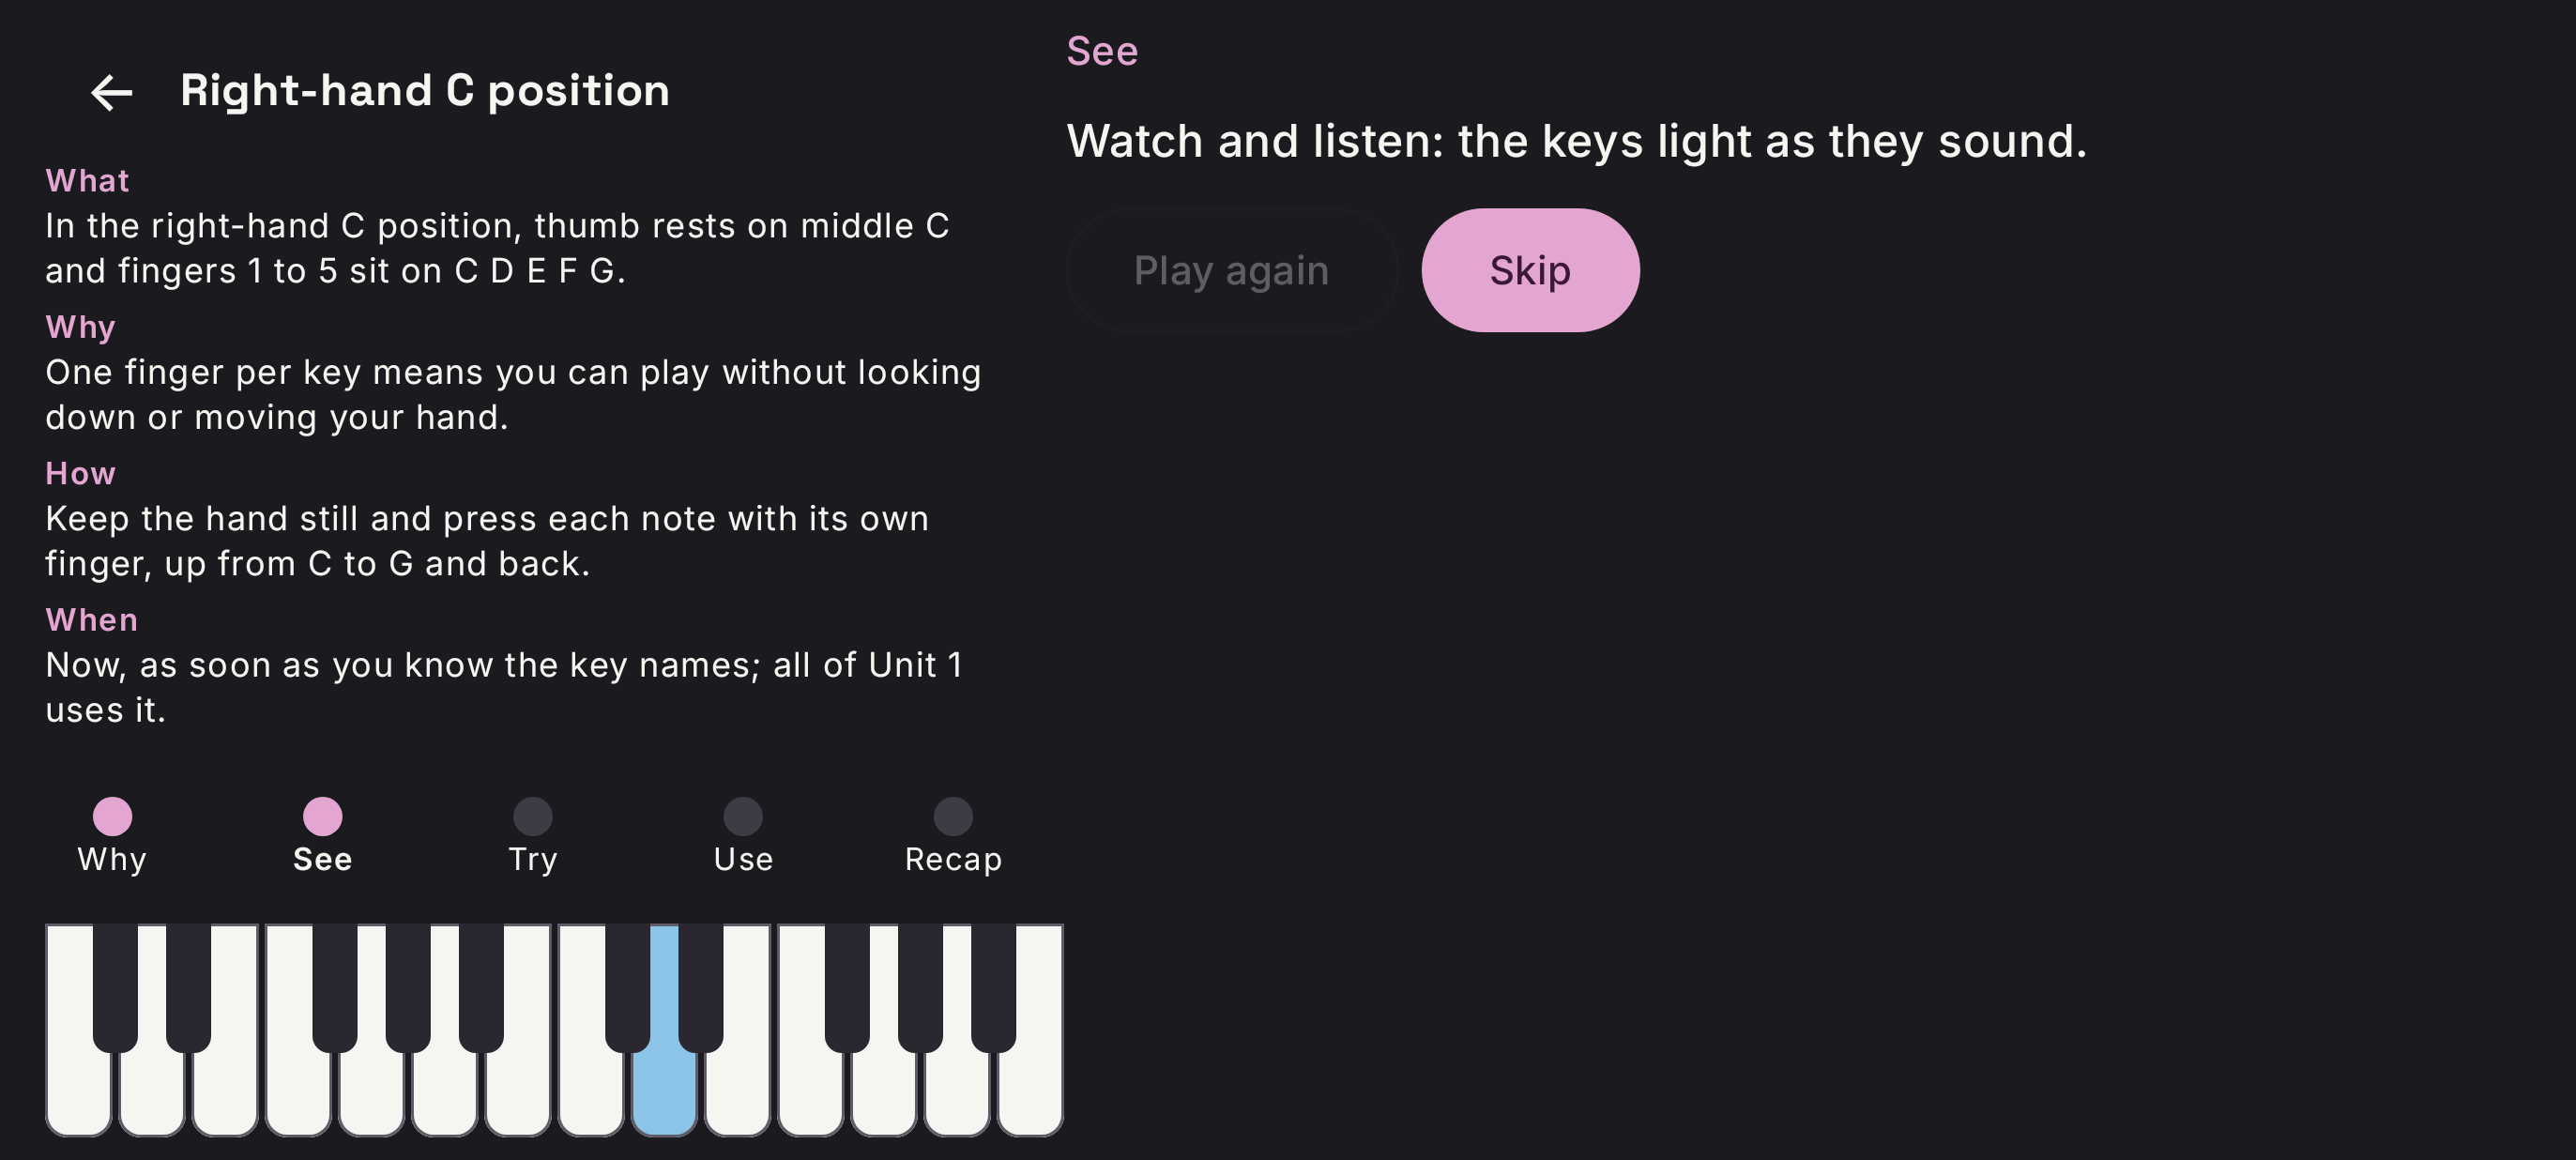 Right-hand C position
What
In the right-hand C position, thumb rests on middle C
and fingers 1 to 5 sit on C D E F G.
Why
One finger per key means you can play without looking
down or moving your hand.
How
Keep the hand still and press each note with its own
finger, up from C to G and back.
When
Now, as soon as you know the key names; all of Unit 1
uses it.
Why
See
Try
Use
Recap
See
Watch and listen: the keys light as they sound.
Play again
Skip